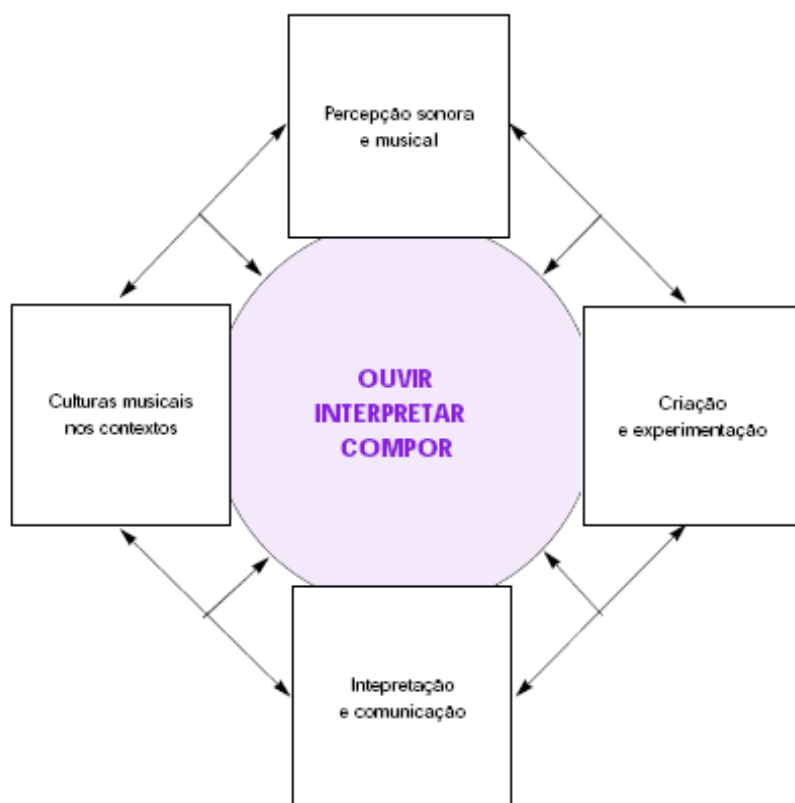 Percepção sonora
e musical
Culturas musicais
nos contextos
OUVIR
INTERPRETAR
COMPOR
Criação
e experimentação
Intepretação
e comunicação